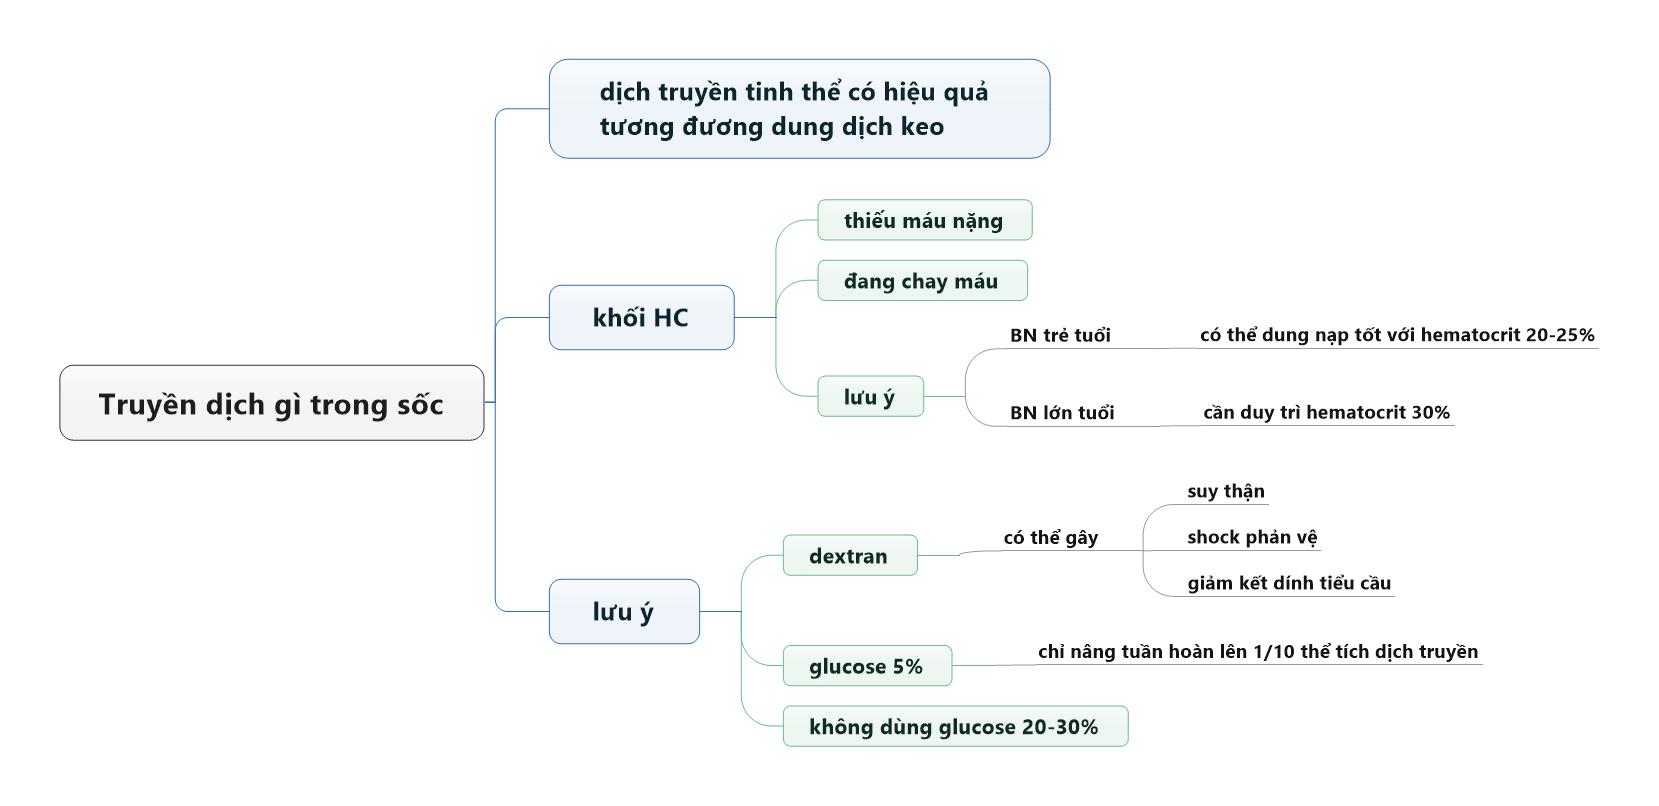 Truyền dịch gì trong sốc
dịch truyền tinh thể có hiệu quả
tương đương dung dịch keo
khối HC
thiếu máu nặng
đang chay máu
lưu ý
BN trẻ tuổi
có thể dung nạp tốt với hematocrit 20-25%
BN lớn tuổi
cần duy trì hematocrit 30%
lưu ý
dextran
có thể gây
suy thận
shock phản vệ
giảm kết dính tiểu cầu
glucose 5%
chỉ nâng tuần hoàn lên 1/10 thể tích dịch truyền
không dùng glucose 20-30%